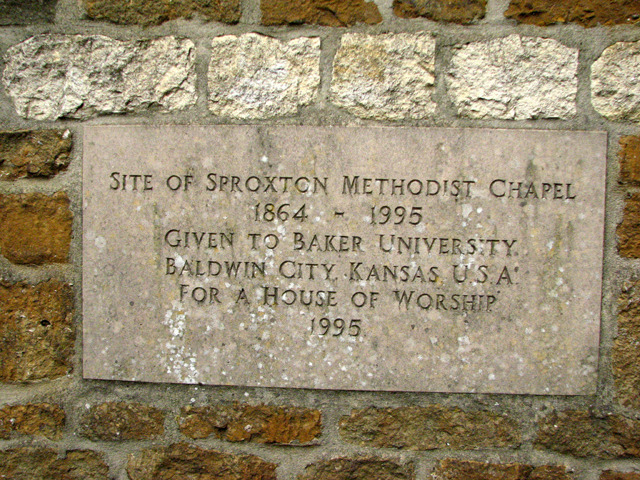 SITE OF SPROXTON METHODIST CHAPEL
1864 - 1995
GIVEN TO BAKER UNIVERSITY
BALDWIN CITY KANSAS U.S.A
FOR A HOUSE OF WORSHIP
1995